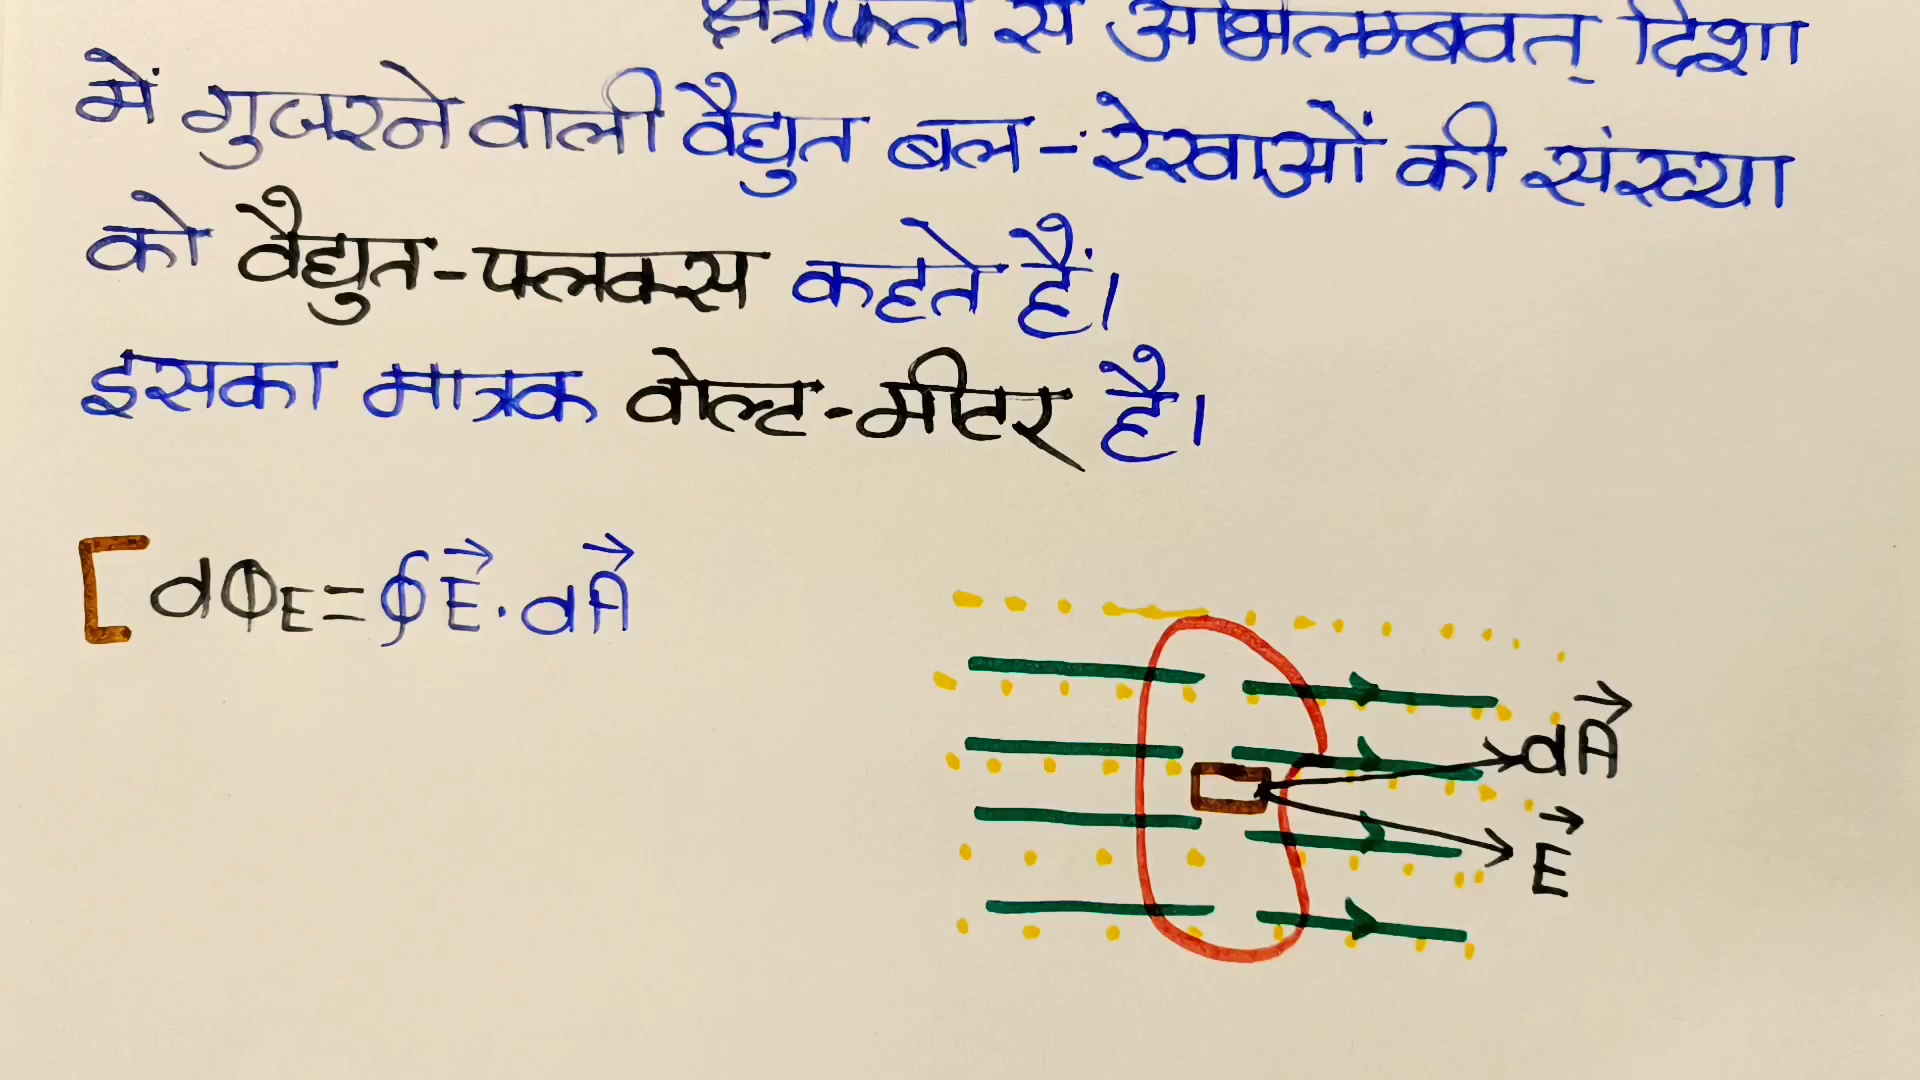 क्षेत्रफल से अभिलम्बवत् दिशा
में गुजरने वाली वैद्युत बल-रेखाओं की संख्या
को वैद्युत-फ्लक्स कहते हैं।
इसका मात्रक वोल्ट-मीटर है।
[dΦE=∮E⃗.dA⃗
dA⃗
E⃗